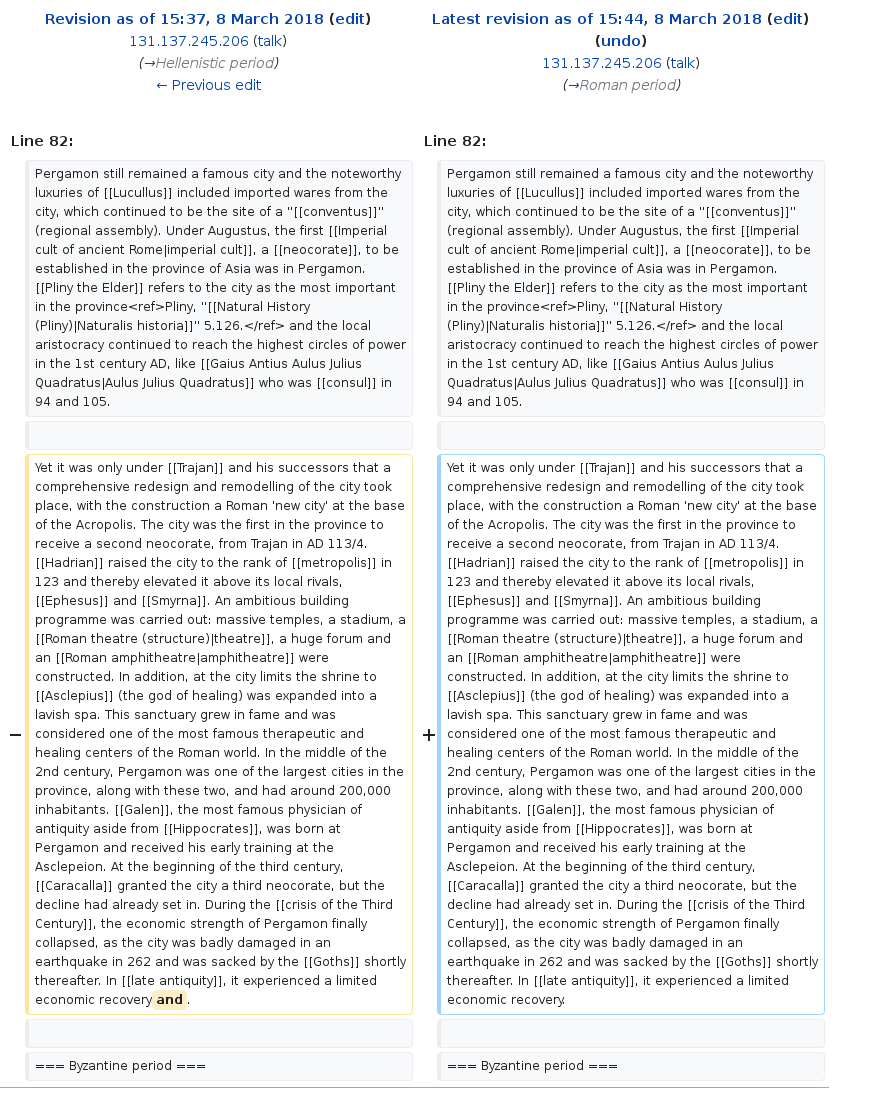 Revision as of 15:37, 8 March 2018 (edit)
131.137.245.206 (talk)
(→Hellenistic period)
← Previous edit
Latest revision as of 15:44, 8 March 2018 (edit)
(undo)
131.137.245.206 (talk)
(→Roman period)
Line 82:
Line 82:
Pergamon still remained a famous city and the noteworthy
luxuries of [[Lucullus]] included imported wares from the
city, which continued to be the site of a ''[[conventus]]''
(regional assembly). Under Augustus, the first [[Imperial
cult of ancient Rome|imperial cult]], a [[neocorate]], to be
established in the province of Asia was in Pergamon.
[[Pliny the Elder]] refers to the city as the most important
in the province<ref>Pliny, ''[[Natural History
(Pliny)|Naturalis historia]]'' 5.126.</ref> and the local
aristocracy continued to reach the highest circles of power
in the 1st century AD, like [[Gaius Antius Aulus Julius
Quadratus|Aulus Julius Quadratus]] who was [[consul]] in
94 and 105.
Pergamon still remained a famous city and the noteworthy
luxuries of [[Lucullus]] included imported wares from the
city, which continued to be the site of a ''[[conventus]]''
(regional assembly). Under Augustus, the first [[Imperial
cult of ancient Rome|imperial cult]], a [[neocorate]], to be
established in the province of Asia was in Pergamon.
[[Pliny the Elder]] refers to the city as the most important
in the province<ref>Pliny, ''[[Natural History
(Pliny)|Naturalis historia]]'' 5.126.</ref> and the local
aristocracy continued to reach the highest circles of power
in the 1st century AD, like [[Gaius Antius Aulus Julius
Quadratus|Aulus Julius Quadratus]] who was [[consul]] in
94 and 105.
−
Yet it was only under [[Trajan]] and his successors that a
comprehensive redesign and remodelling of the city took
place, with the construction a Roman 'new city' at the base
of the Acropolis. The city was the first in the province to
receive a second neocorate, from Trajan in AD 113/4.
[[Hadrian]] raised the city to the rank of [[metropolis]] in
123 and thereby elevated it above its local rivals,
[[Ephesus]] and [[Smyrna]]. An ambitious building
programme was carried out: massive temples, a stadium, a
[[Roman theatre (structure)|theatre]], a huge forum and
an [[Roman amphitheatre|amphitheatre]] were
constructed. In addition, at the city limits the shrine to
[[Asclepius]] (the god of healing) was expanded into a
lavish spa. This sanctuary grew in fame and was
considered one of the most famous therapeutic and
healing centers of the Roman world. In the middle of the
2nd century, Pergamon was one of the largest cities in the
province, along with these two, and had around 200,000
inhabitants. [[Galen]], the most famous physician of
antiquity aside from [[Hippocrates]], was born at
Pergamon and received his early training at the
Asclepeion. At the beginning of the third century,
[[Caracalla]] granted the city a third neocorate, but the
decline had already set in. During the [[crisis of the Third
Century]], the economic strength of Pergamon finally
collapsed, as the city was badly damaged in an
earthquake in 262 and was sacked by the [[Goths]] shortly
thereafter. In [[late antiquity]], it experienced a limited
economic recovery and .
+
Yet it was only under [[Trajan]] and his successors that a
comprehensive redesign and remodelling of the city took
place, with the construction a Roman 'new city' at the base
of the Acropolis. The city was the first in the province to
receive a second neocorate, from Trajan in AD 113/4.
[[Hadrian]] raised the city to the rank of [[metropolis]] in
123 and thereby elevated it above its local rivals,
[[Ephesus]] and [[Smyrna]]. An ambitious building
programme was carried out: massive temples, a stadium, a
[[Roman theatre (structure)|theatre]], a huge forum and
an [[Roman amphitheatre|amphitheatre]] were
constructed. In addition, at the city limits the shrine to
[[Asclepius]] (the god of healing) was expanded into a
lavish spa. This sanctuary grew in fame and was
considered one of the most famous therapeutic and
healing centers of the Roman world. In the middle of the
2nd century, Pergamon was one of the largest cities in the
province, along with these two, and had around 200,000
inhabitants. [[Galen]], the most famous physician of
antiquity aside from [[Hippocrates]], was born at
Pergamon and received his early training at the
Asclepeion. At the beginning of the third century,
[[Caracalla]] granted the city a third neocorate, but the
decline had already set in. During the [[crisis of the Third
Century]], the economic strength of Pergamon finally
collapsed, as the city was badly damaged in an
earthquake in 262 and was sacked by the [[Goths]] shortly
thereafter. In [[late antiquity]], it experienced a limited
economic recovery.
=== Byzantine period ===
=== Byzantine period ===